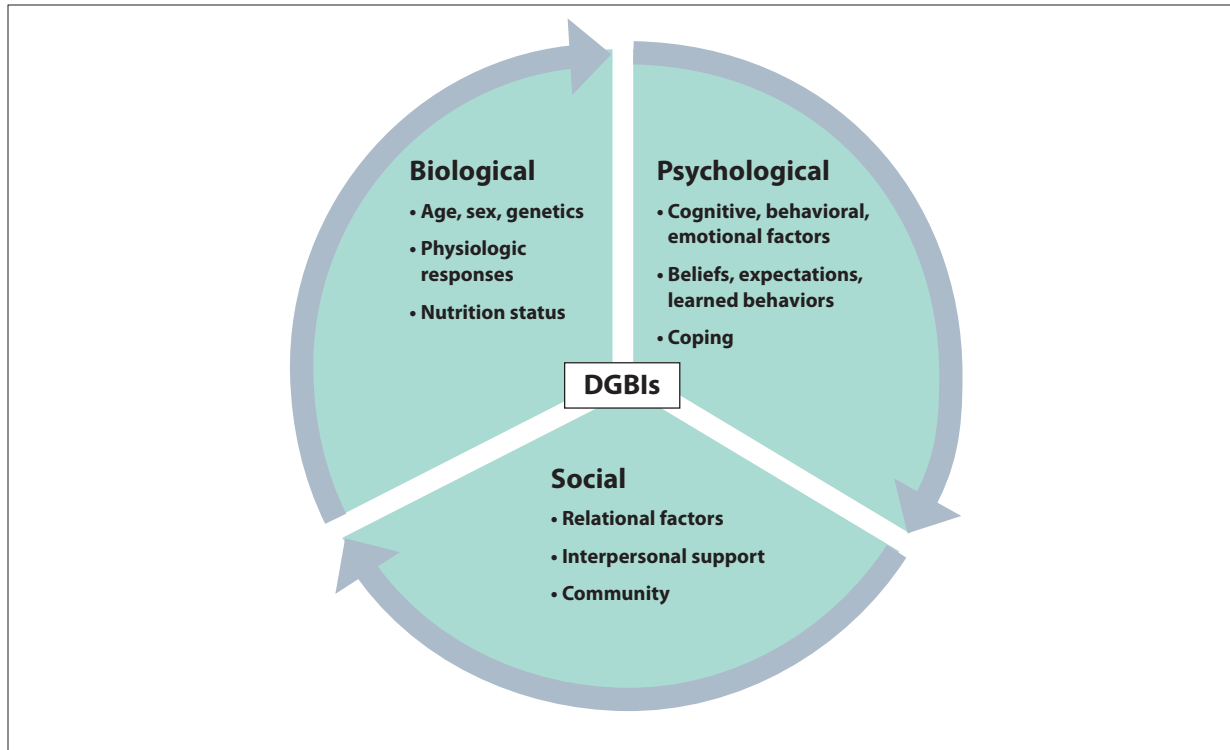 Biological
• Age, sex, genetics
• Physiologic
responses
• Nutrition status
Psychological
• Cognitive, behavioral,
emotional factors
• Beliefs, expectations,
learned behaviors
• Coping
DGBIs
Social
• Relational factors
• Interpersonal support
• Community